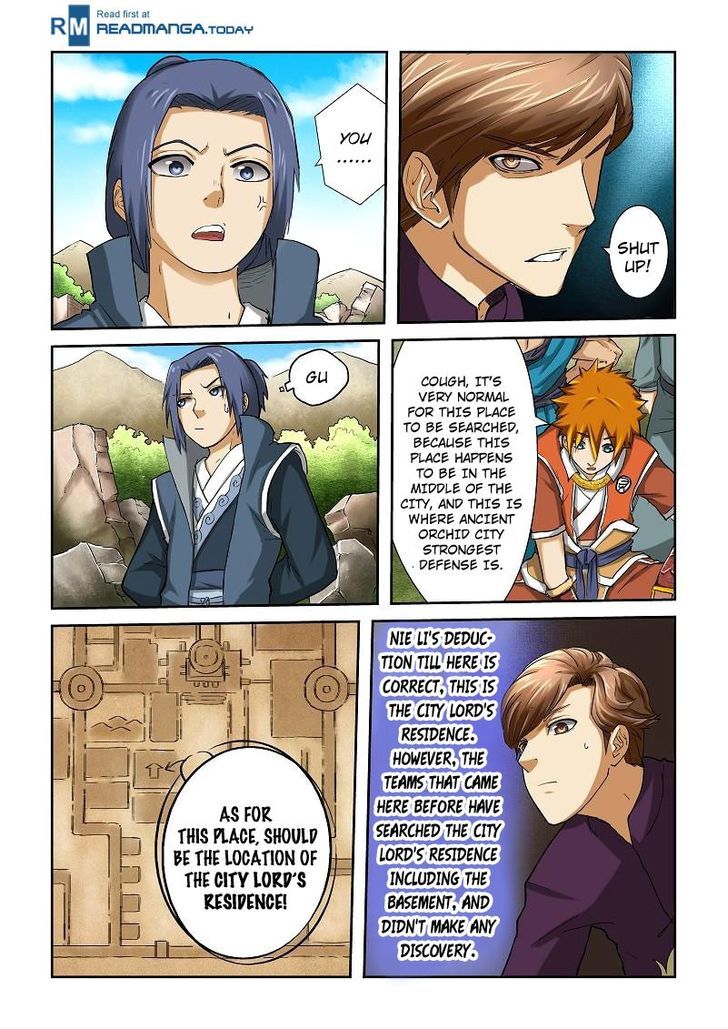 RM
Read first at
READMANGA.TODAY
YOU
......
SHUT
UP!
GU
COUGH, IT'S
VERY NORMAL
FOR THIS PLACE
TO BE SEARCHED,
BECAUSE THIS
PLACE HAPPENS
TO BE IN THE
MIDDLE OF THE
CITY, AND THIS IS
WHERE ANCIENT
ORCHID CITY
STRONGEST
DEFENSE IS.
AS FOR
THIS PLACE, SHOULD
BE THE LOCATION OF
THE CITY LORD'S
RESIDENCE!
NIE LI'S DEDUC-
TION TILL HERE IS
CORRECT, THIS IS
THE CITY LORD'S
RESIDENCE.
HOWEVER, THE
TEAMS THAT CAME
HERE BEFORE HAVE
SEARCHED THE CITY
LORD'S RESIDENCE
INCLUDING THE
BASEMENT, AND
DIDN'T MAKE ANY
DISCOVERY.